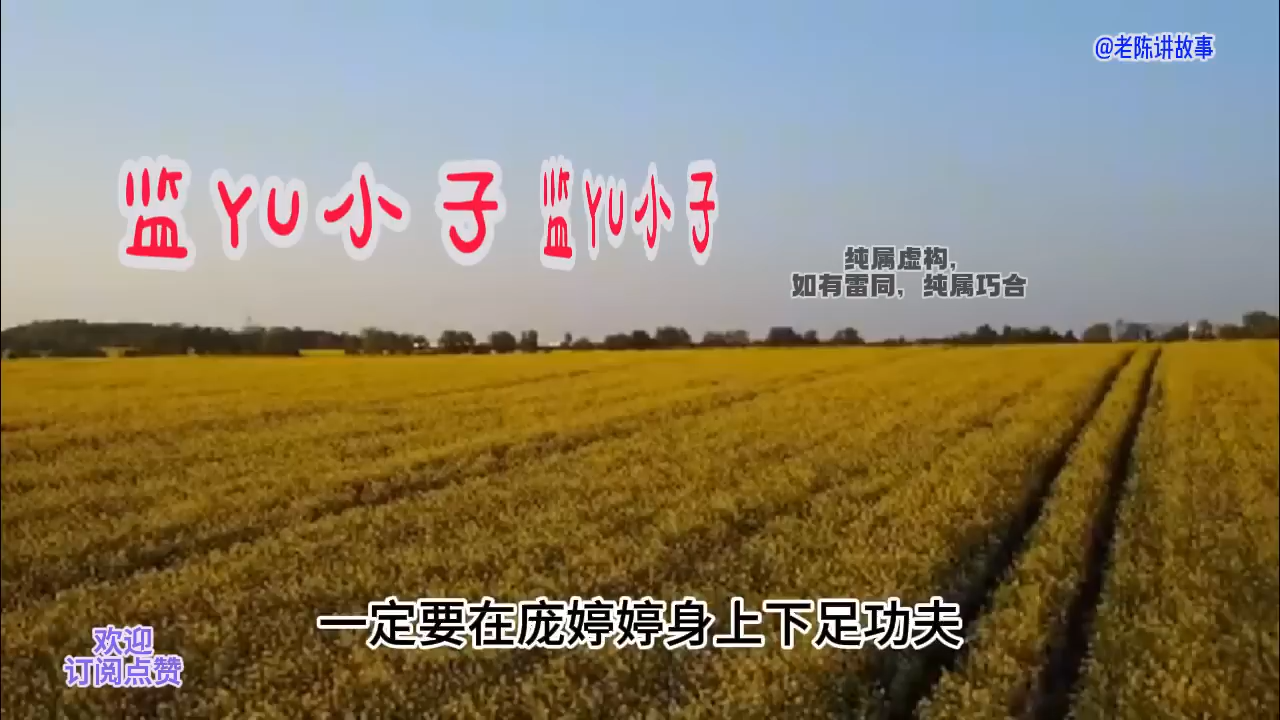 @老陈讲故事
监YU小子 监YU小子
纯属虚构,
如有雷同,纯属巧合
一定要在庞婷婷身上下足功夫
欢迎
订阅点赞